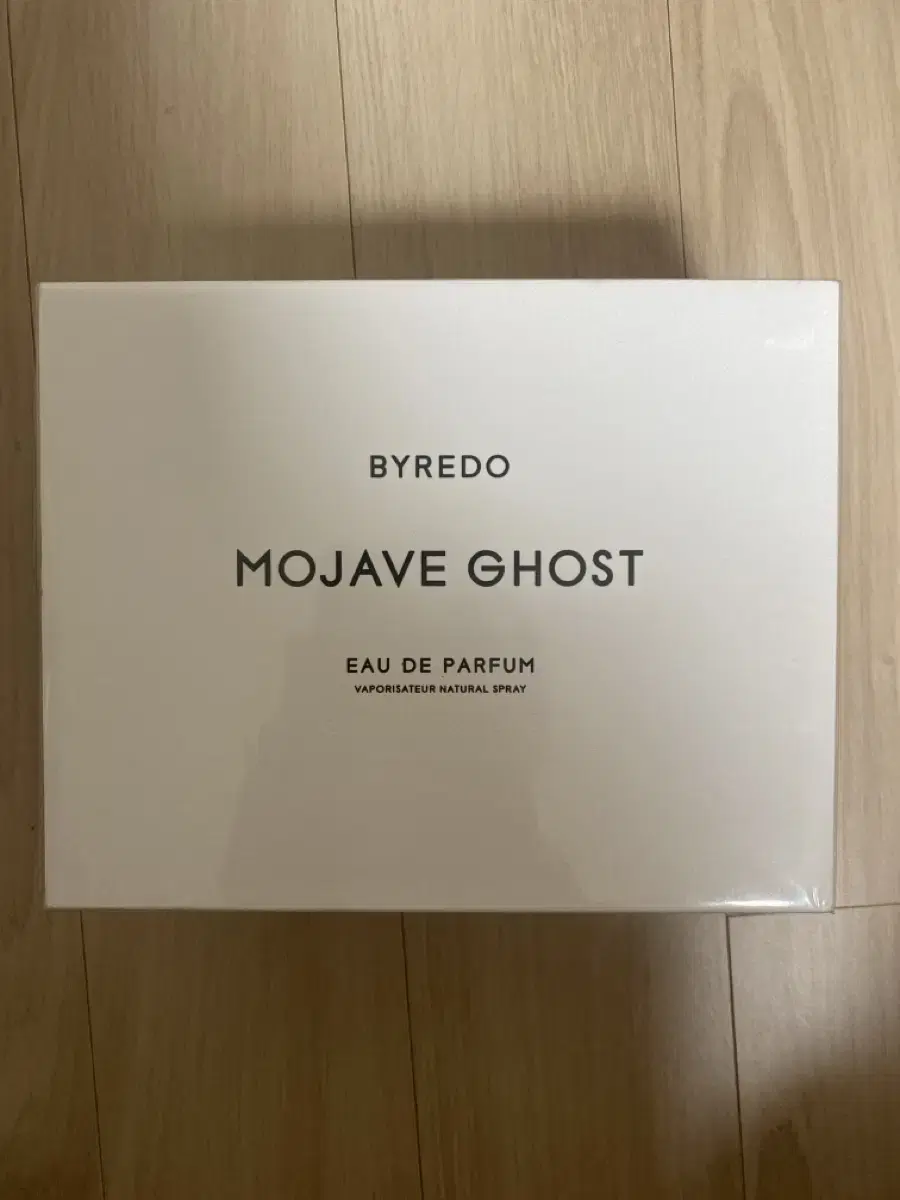 BYREDO
MOJAVE GHOST
EAU DE PARFUM
VAPORISATEUR NATURAL SPRAY